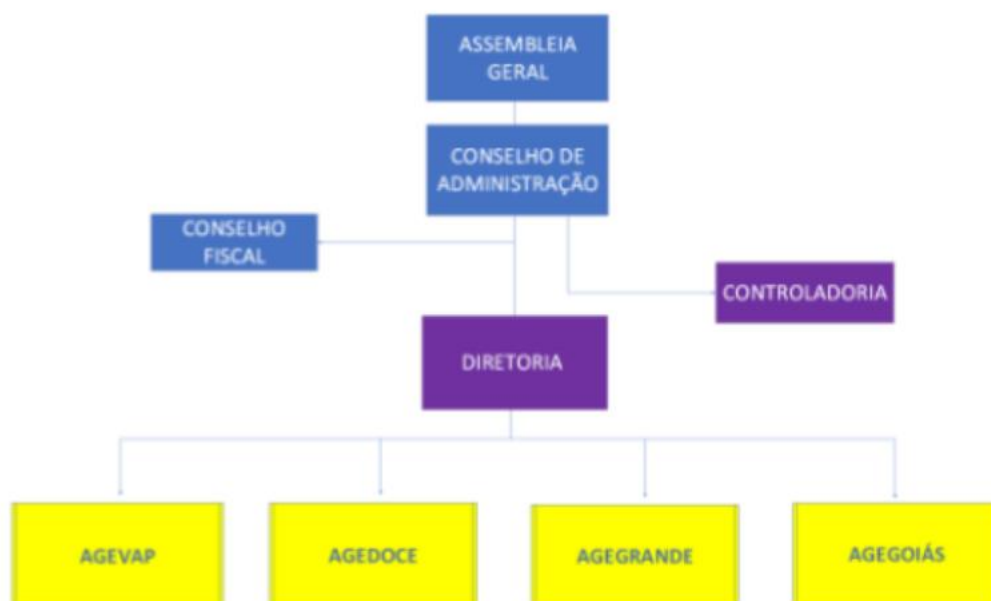 ASSEMBLEIA
GERAL
CONSELHO DE
ADMINISTRAÇÃO
CONSELHO
FISCAL
CONTROLADORIA
DIRETORIA
AGEVAP
AGEDOCE
AGEGRANDE
AGEGOIÁS